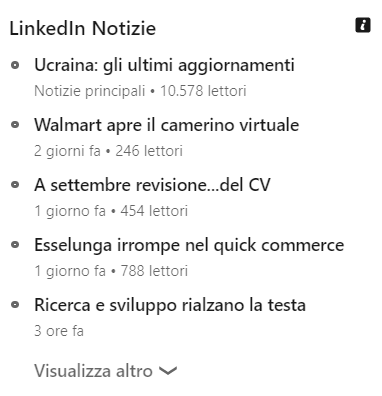 LinkedIn Notizie
Ucraina: gli ultimi aggiornamenti
Notizie principali • 10.578 lettori
Walmart apre il camerino virtuale
2 giorni fa • 246 lettori
A settembre revisione...del CV
1 giorno fa • 454 lettori
Esselunga irrompe nel quick commerce
1 giorno fa • 788 lettori
Ricerca e sviluppo rialzano la testa
3 ore fa
Visualizza altro